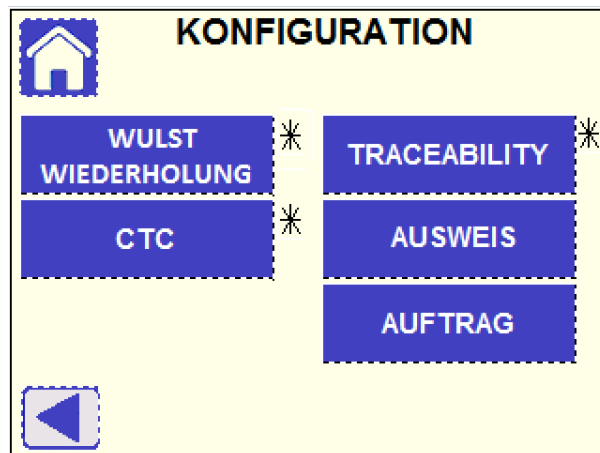 KONFIGURATION
WULST
WIEDERHOLUNG
*
TRACEABILITY
*
CTC
*
AUSWEIS
AUFTRAG